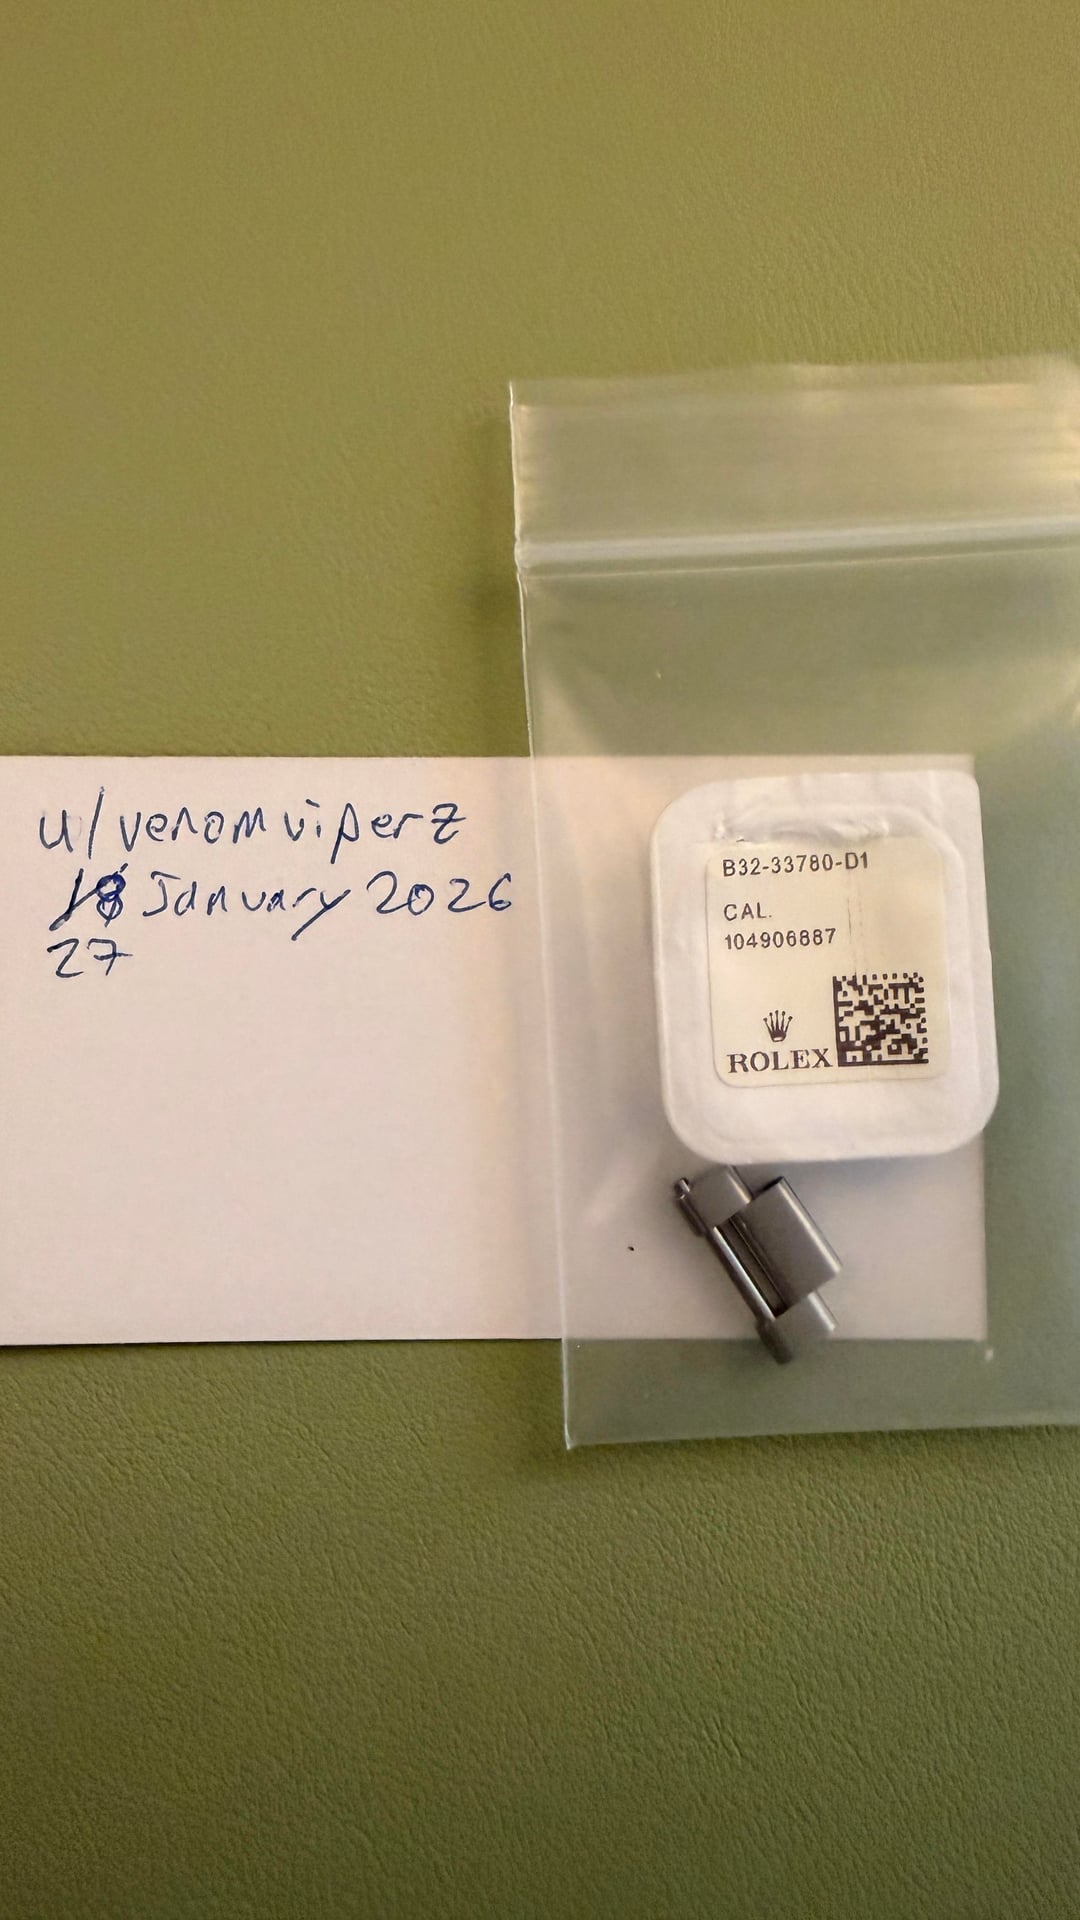 u/venomviperz
18 January 2026
27
B32-33780-D1
CAL.
104906887
ROLEX